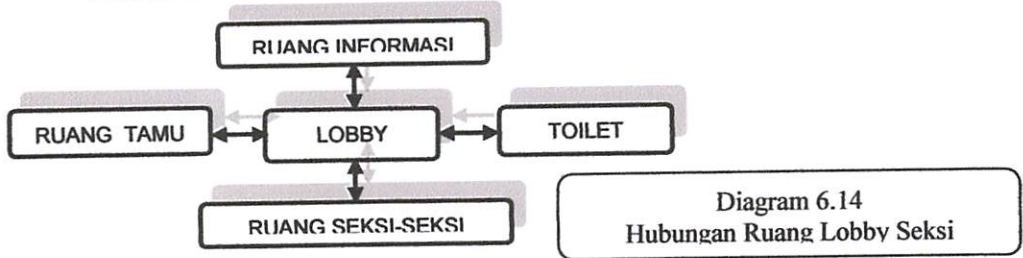 RUANG INFORMASI
RUANG TAMU
LOBBY
TOILET
RUANG SEKSI-SEKSI
Diagram 6.14
Hubungan Ruang Lobby Seksi